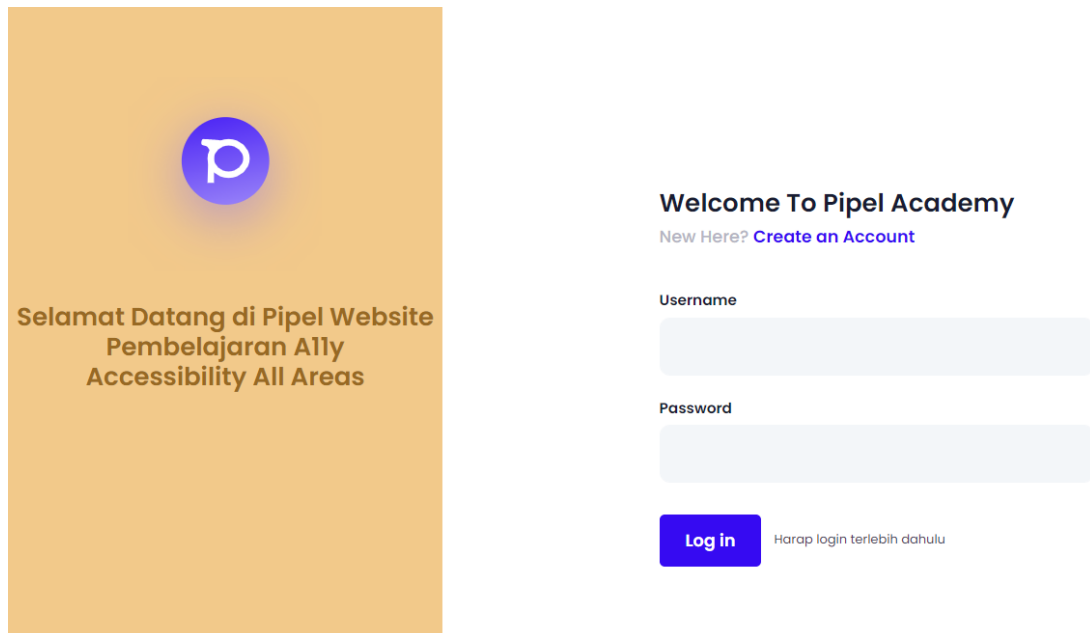 Selamat Datang di Pipel Website
Pembelajaran A11y
Accessibility All Areas
Welcome To Pipel Academy
New Here? Create an Account
Username
Password
Log in
Harap login terlebih dahulu